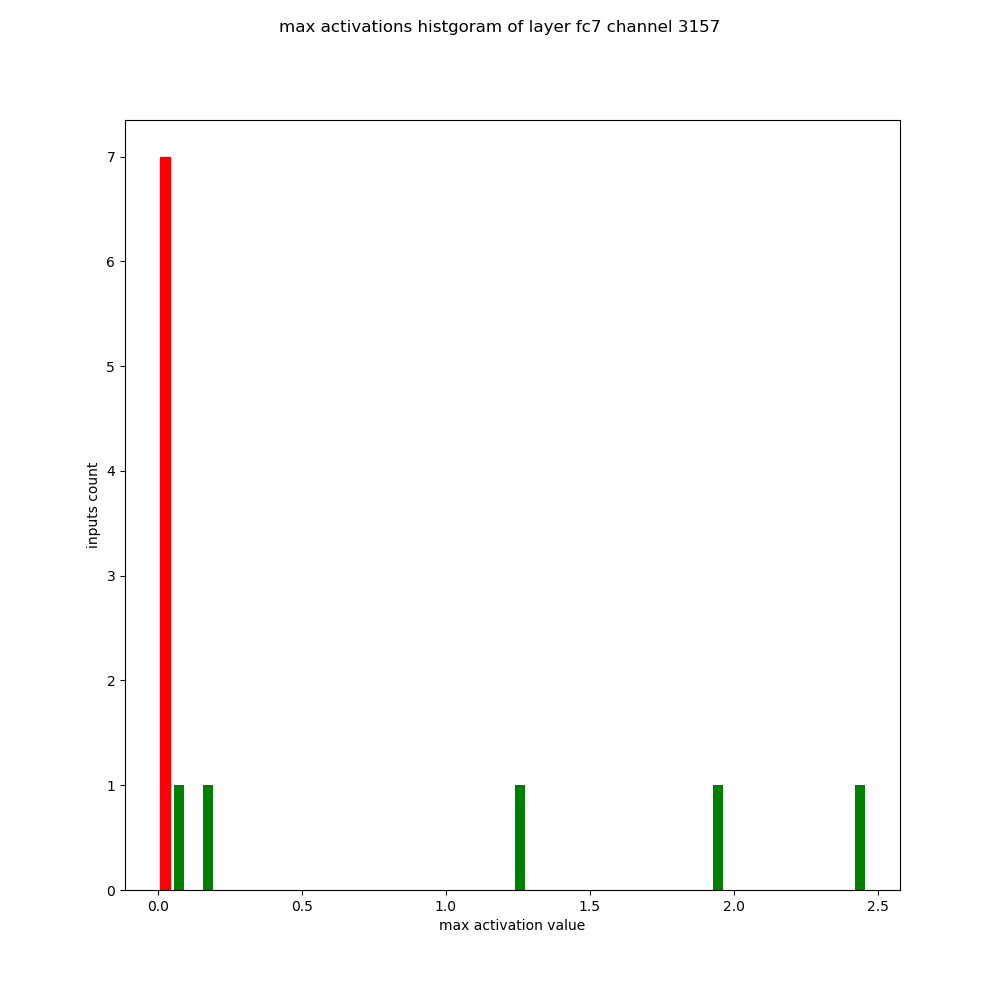 max activations histgoram of layer fc7 channel 3157
7
6
5
4
3
2
1
0
inputs count
0.0 0.5 1.0 1.5 2.0 2.5
max activation value